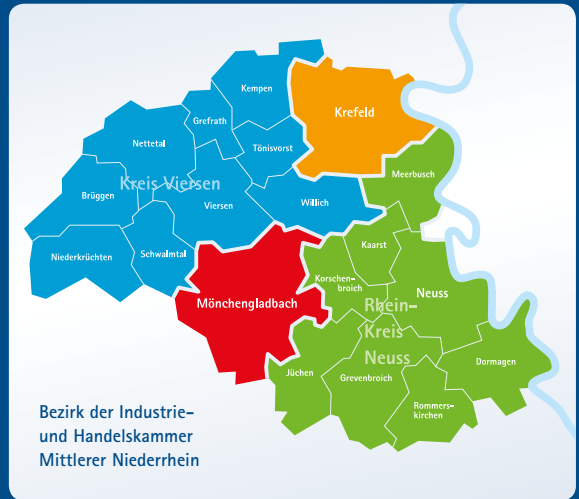 Kempen
Krefeld
Grefrath
Nettetal
Tönisvorst
Meerbusch
Kreis Viersen
Brüggen
Viersen
Willich
Kaarst
Schwalmtal
Niederkrüchten
Korschen-
broich
Neuss
Mönchengladbach
Rhein-
Kreis
Neuss
Dormagen
Jüchen
Grevenbroich
Rommers-
kirchen
Bezirk der Industrie-
und Handelskammer
Mittlerer Niederrhein